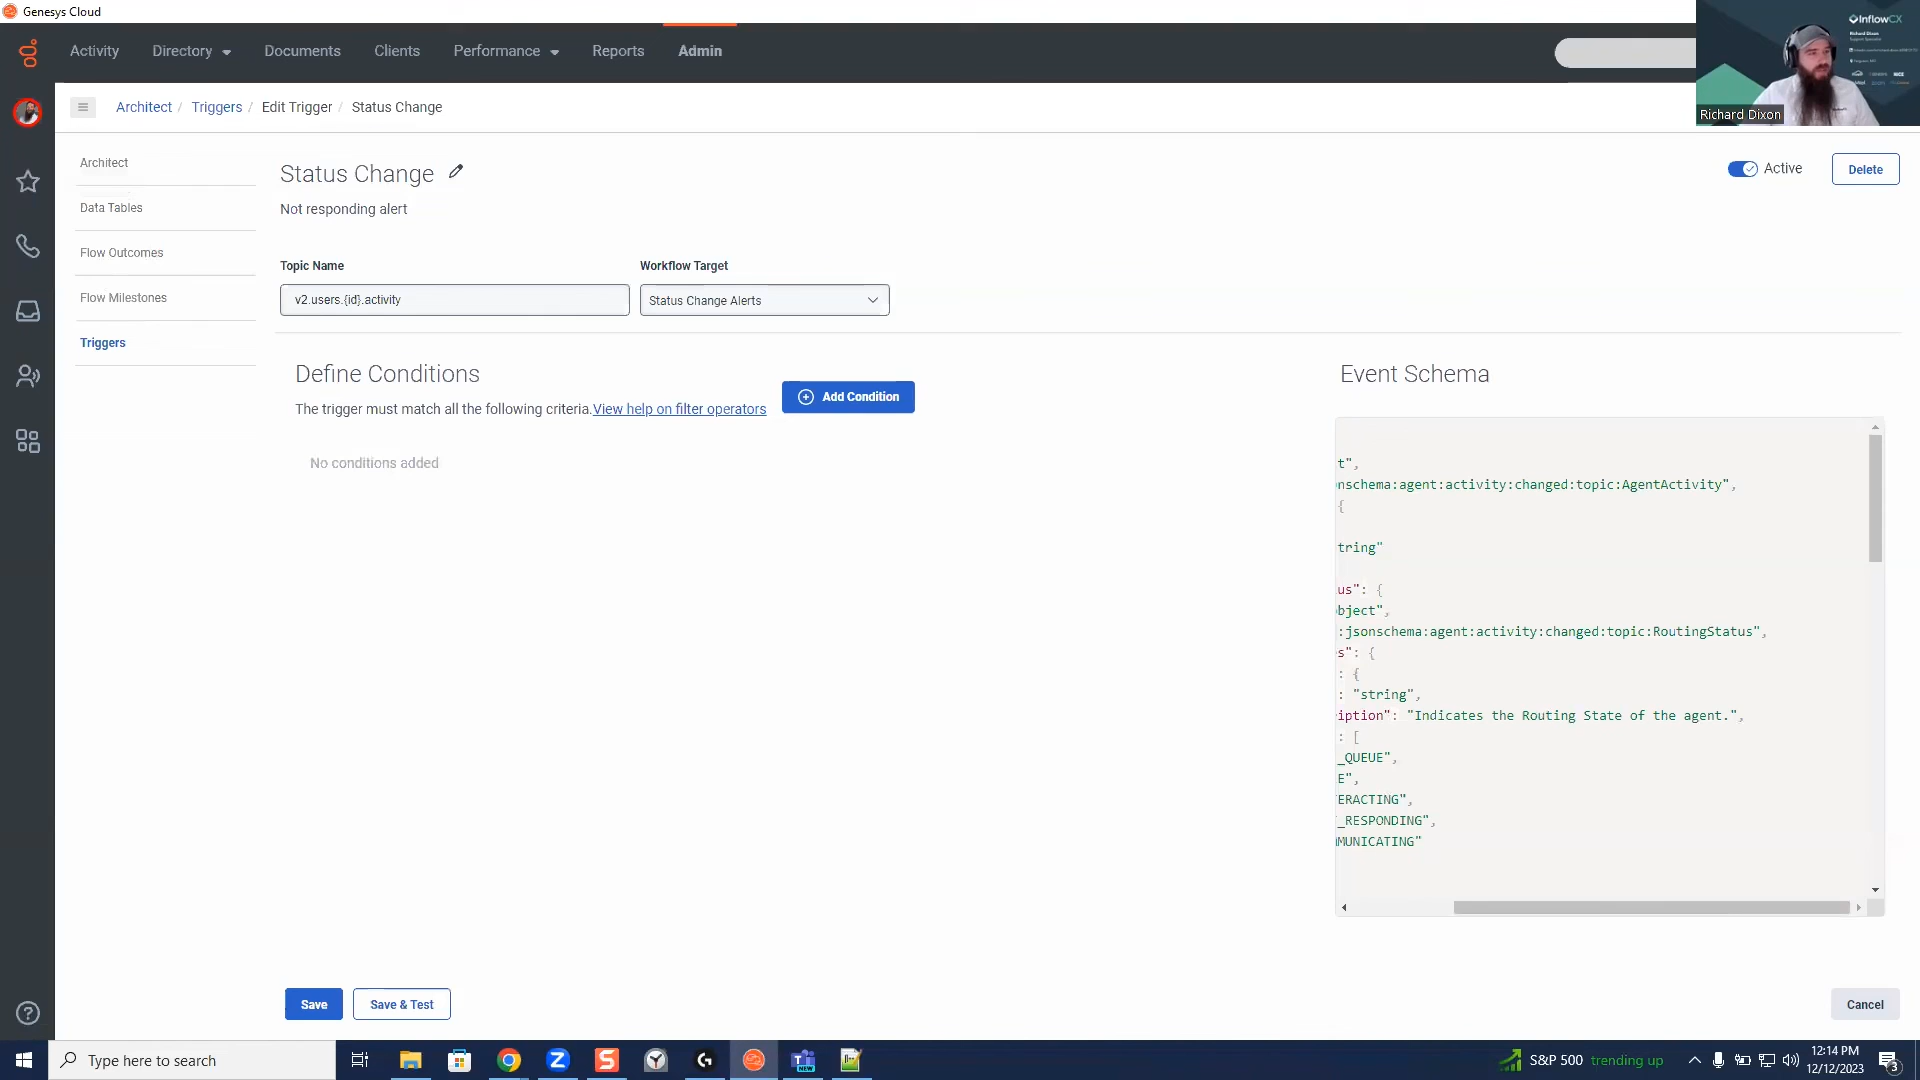 Genesys Cloud
Activity
Directory
Documents
Clients
Performance
Reports
Admin
InflowCX
Richard Dixon
Richard Dixon
Architect / Triggers / Edit Trigger / Status Change
Architect
Data Tables
Flow Outcomes
Flow Milestones
Triggers
Status Change
Active
Delete
Not responding alert
Topic Name
Workflow Target
v2.users.{id}.activity
Status Change Alerts
Define Conditions
The trigger must match all the following criteria.View help on filter operators
Add Condition
No conditions added
Event Schema
t",
nschema:agent:activity:changed:topic:AgentActivity",
{
tring"
us": {
bject",
:jsonschema:agent:activity:changed:topic:RoutingStatus",
s": {
: {
: "string",
iption": "Indicates the Routing State of the agent.",
: [
_QUEUE",
E",
ERACTING",
_RESPONDING",
MUNICATING"
Save
Save & Test
Cancel
Type here to search
NEW
S&P 500 trending up
12:14 PM
12/12/2023
3